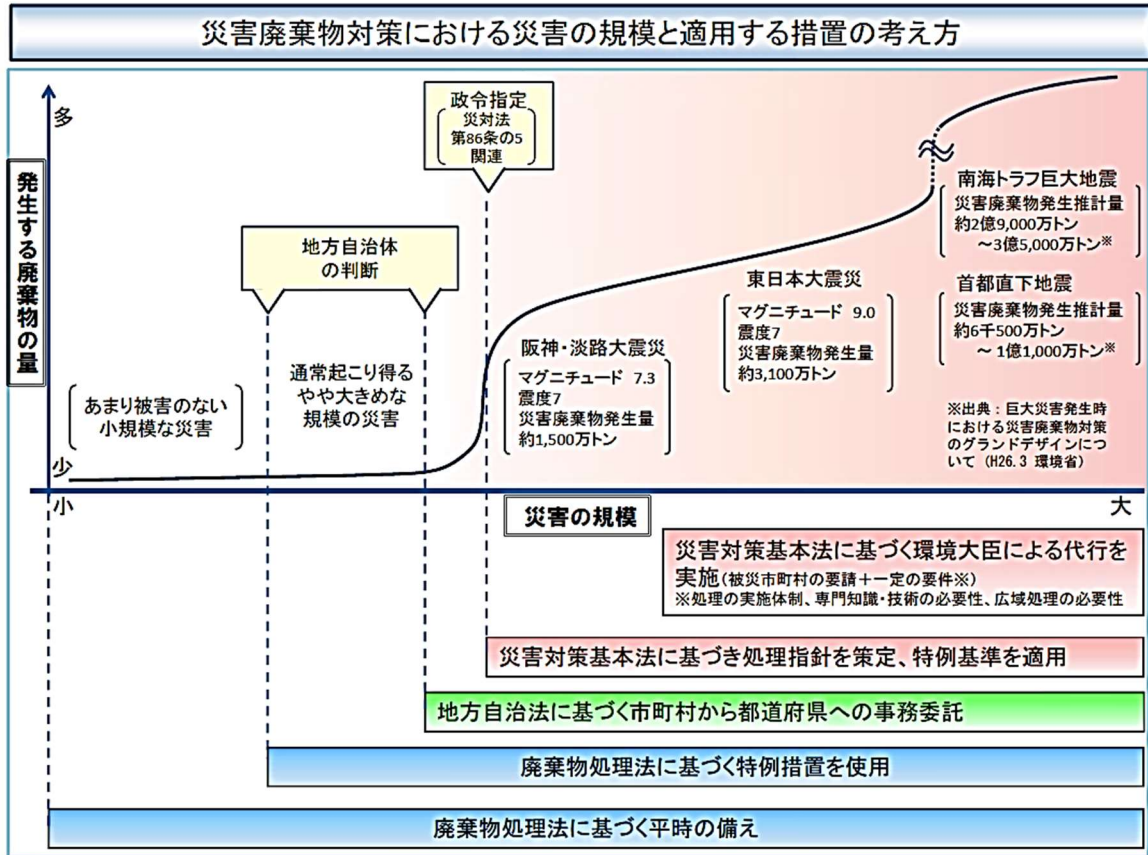 災害廃棄物対策における災害の規模と適用する措置の考え方
多
発生する廃棄物の量
少
小
大
災害の規模
政令指定
災対法
第86条の5
関連
地方自治体
の判断
あまり被害のない
小規模な災害
通常起こり得る
やや大きめな
規模の災害
阪神・淡路大震災
マグニチュード 7.3
震度7
災害廃棄物発生量
約1,500万トン
東日本大震災
マグニチュード 9.0
震度7
災害廃棄物発生量
約3,100万トン
南海トラフ巨大地震
災害廃棄物発生推計量
約2億9,000万トン
～3億5,000万トン※
首都直下地震
災害廃棄物発生推計量
約6千500万トン
～ 1億1,000万トン※
※出典：巨大災害発生時
における災害廃棄物対策
のグランドデザインにつ
いて（H26.3 環境省）
災害対策基本法に基づく環境大臣による代行を
実施(被災市町村の要請＋一定の要件※)
※処理の実施体制、専門知識・技術の必要性、広域処理の必要性
災害対策基本法に基づき処理指針を策定、特例基準を適用
地方自治法に基づく市町村から都道府県への事務委託
廃棄物処理法に基づく特例措置を使用
廃棄物処理法に基づく平時の備え